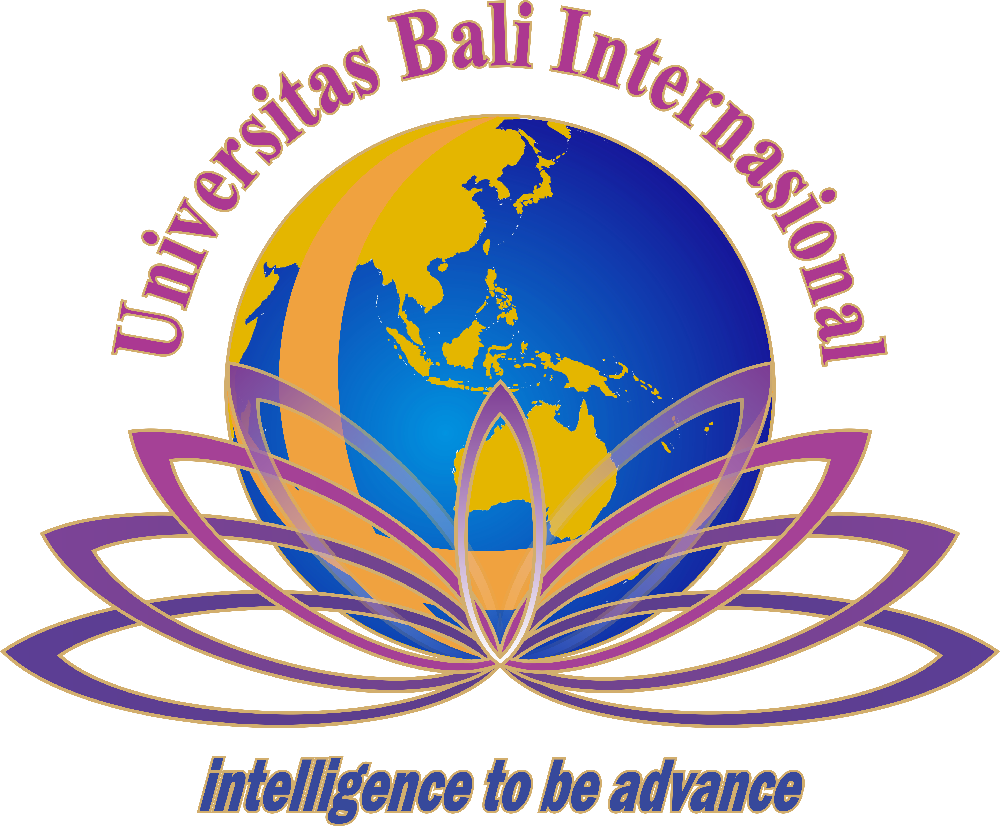 Universitas Bali Internasional
intelligence to be advance